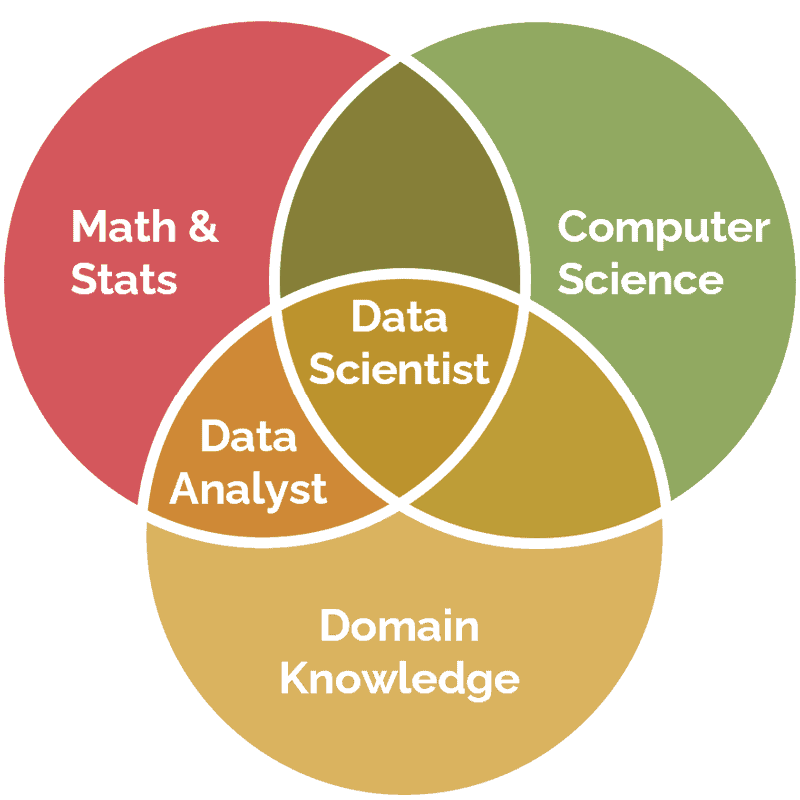 Math &
Stats
Computer
Science
Data
Scientist
Data
Analyst
Domain
Knowledge